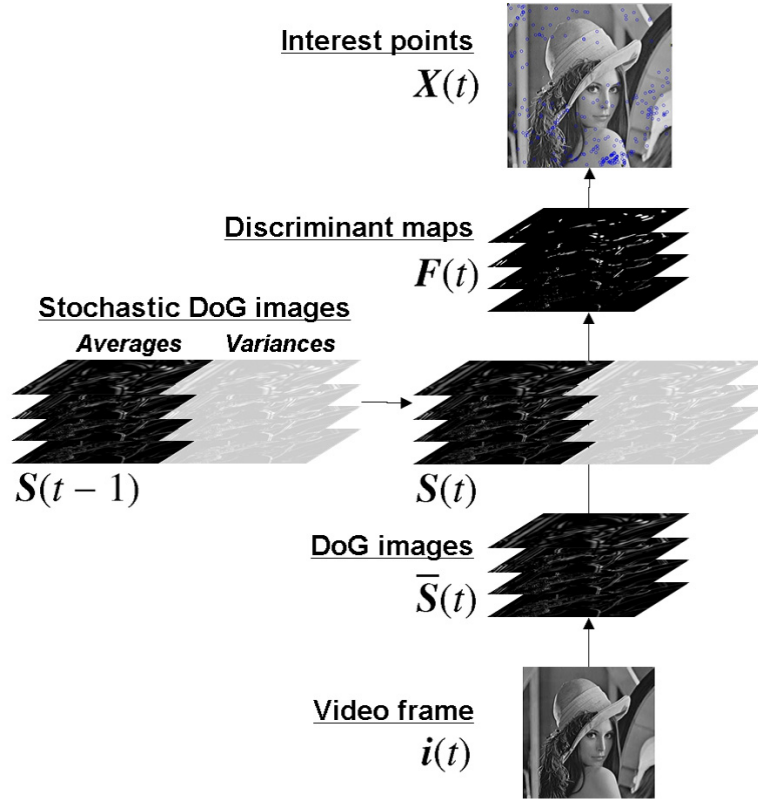 Interest points
X(t)
Discriminant maps
F(t)
Stochastic DoG images
Averages Variances
S(t − 1)
S(t)
DoG images
S̅(t)
Video frame
i(t)